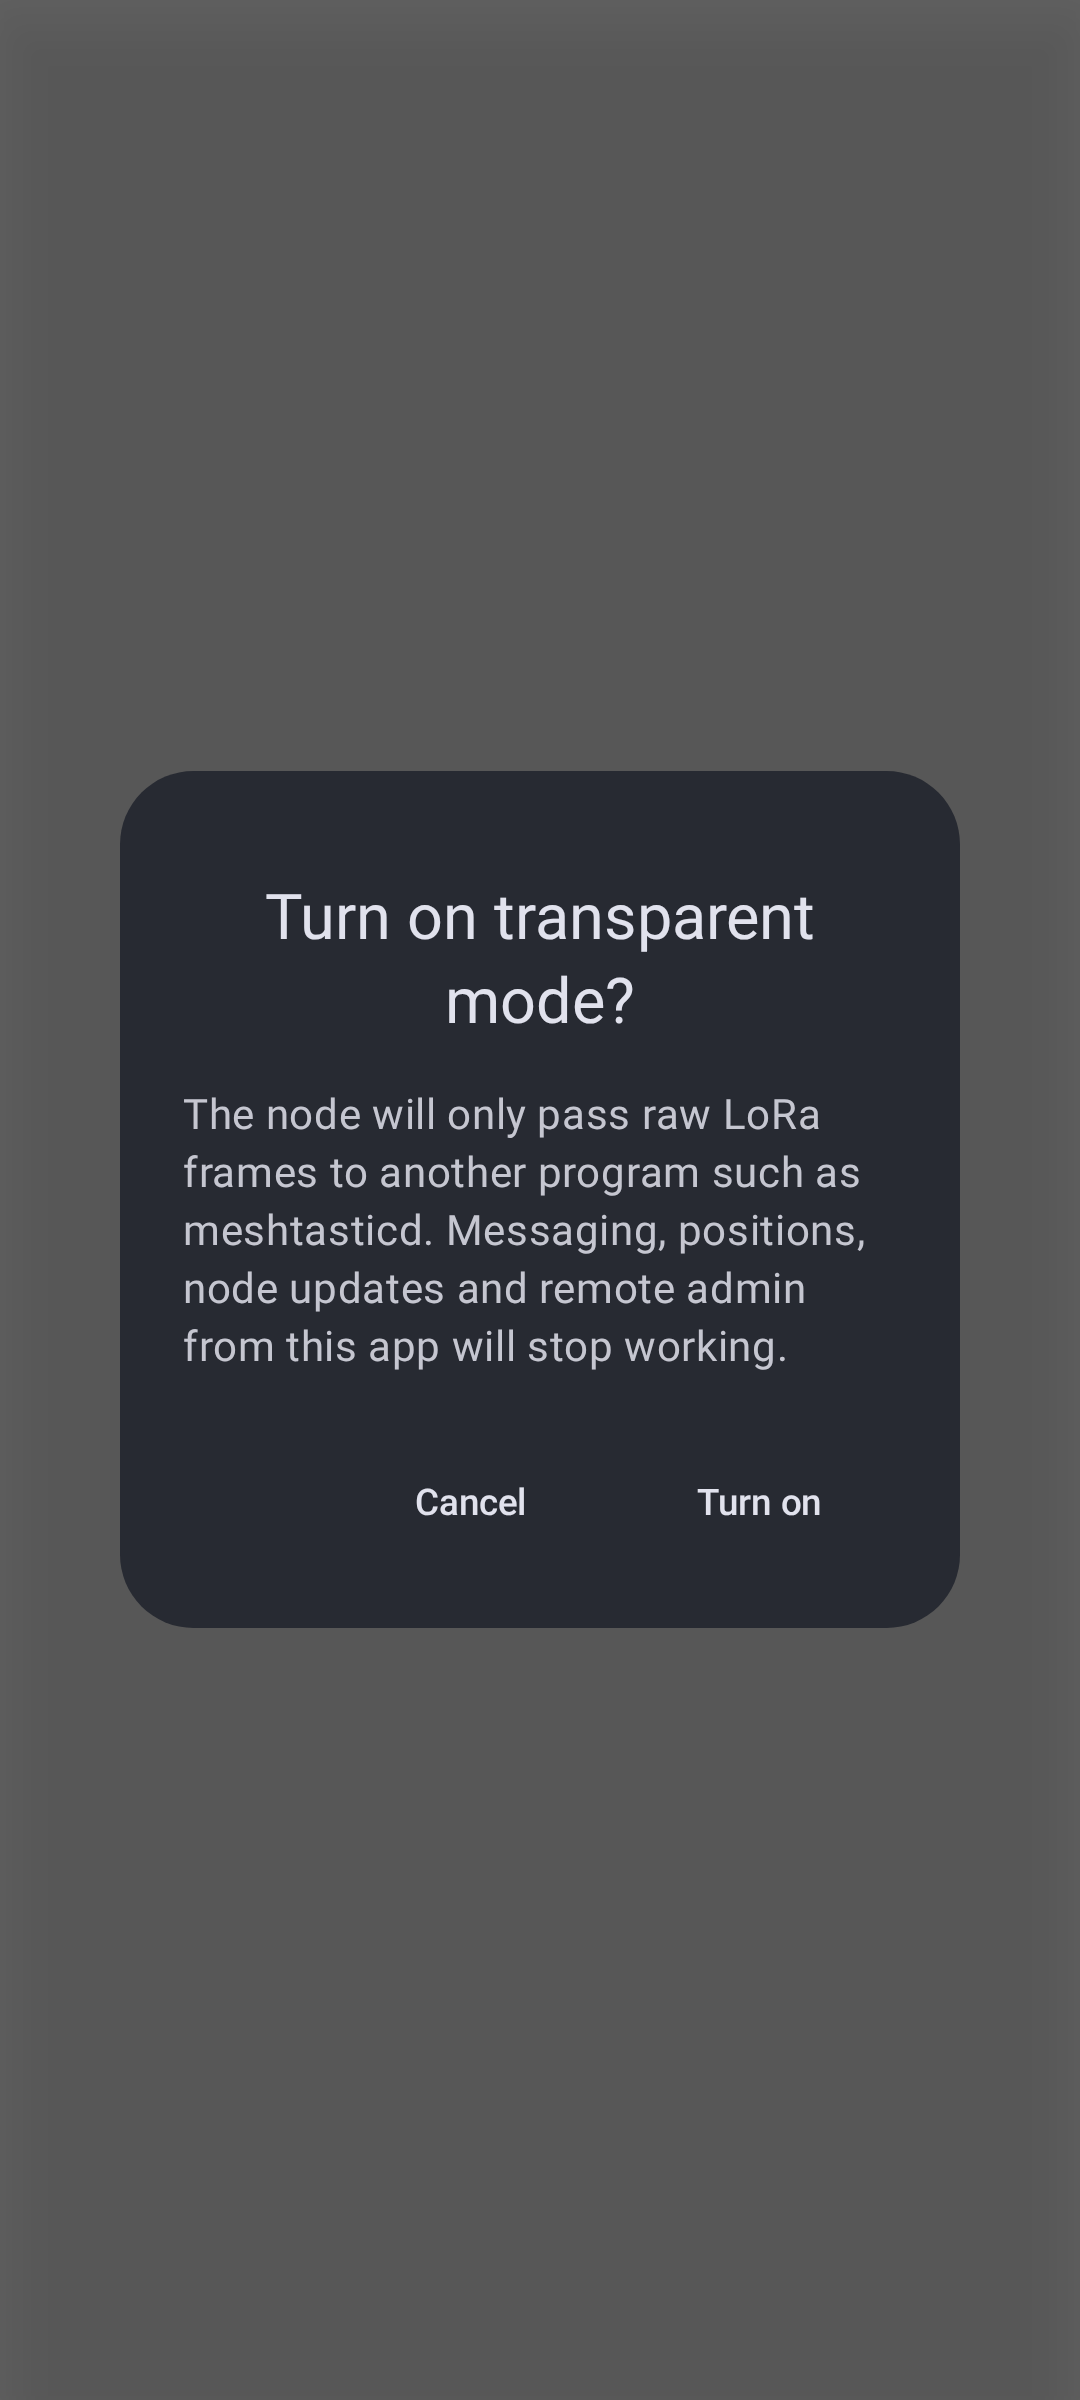 Turn on transparent
mode?
The node will only pass raw LoRa
frames to another program such as
meshtasticd. Messaging, positions,
node updates and remote admin
from this app will stop working.
Cancel
Turn on